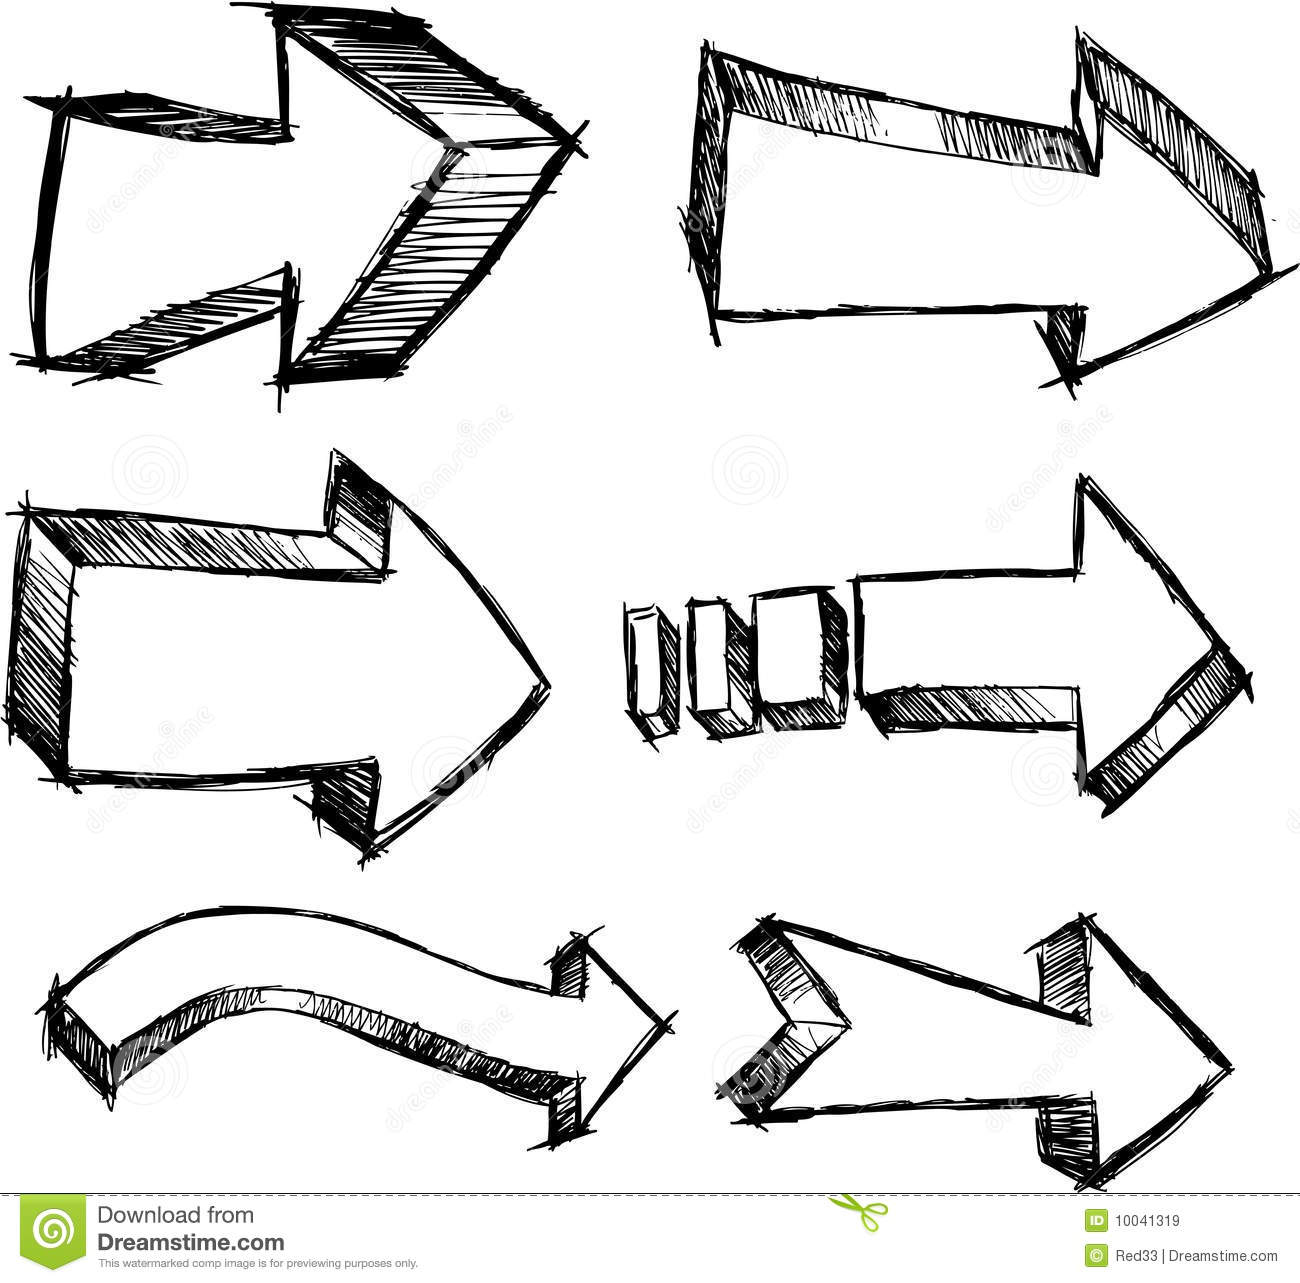 Download from
Dreamstime.com
This watermarked comp image is for previewing purposes only.
ID 10041319
© Red33 | Dreamstime.com